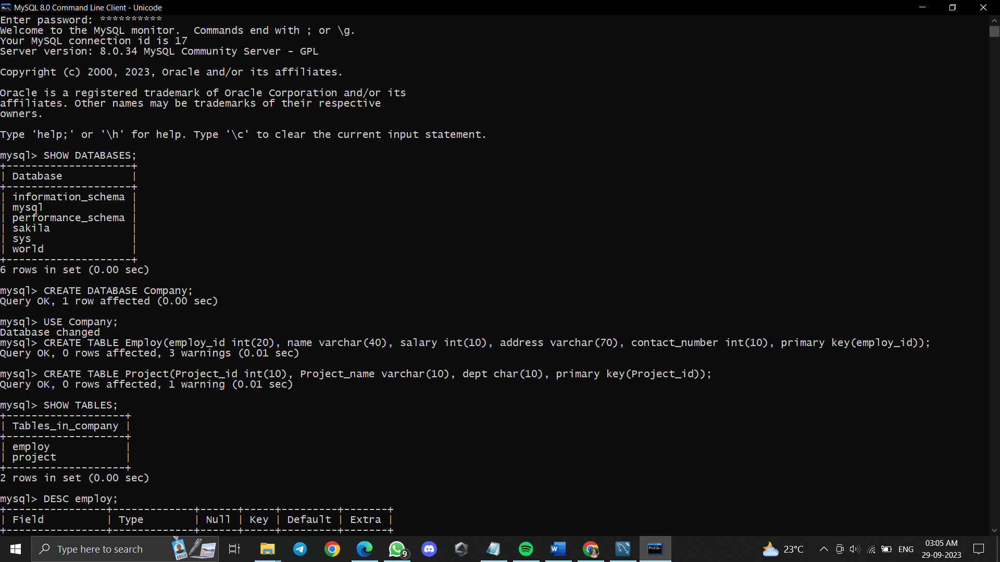 MySQL 8.0 Command Line Client - Unicode
Enter password: **********
Welcome to the MySQL monitor.  Commands end with ; or \g.
Your MySQL connection id is 17
Server version: 8.0.34 MySQL Community Server - GPL
Copyright (c) 2000, 2023, Oracle and/or its affiliates.
Oracle is a registered trademark of Oracle Corporation and/or its
affiliates. Other names may be trademarks of their respective
owners.
Type 'help;' or '\h' for help. Type '\c' to clear the current input statement.
mysql> SHOW DATABASES;
+--------------------+
| Database           |
+--------------------+
| information_schema |
| mysql              |
| performance_schema |
| sakila             |
| sys                |
| world              |
+--------------------+
6 rows in set (0.00 sec)
mysql> CREATE DATABASE Company;
Query OK, 1 row affected (0.00 sec)
mysql> USE Company;
Database changed
mysql> CREATE TABLE Employ(employ_id int(20), name varchar(40), salary int(10), address varchar(70), contact_number int(10), primary key(employ_id));
Query OK, 0 rows affected, 3 warnings (0.01 sec)
mysql> CREATE TABLE Project(Project_id int(10), Project_name varchar(10), dept char(10), primary key(Project_id));
Query OK, 0 rows affected, 1 warning (0.01 sec)
mysql> SHOW TABLES;
+-------------------+
| Tables_in_company |
+-------------------+
| employ            |
| project           |
+-------------------+
2 rows in set (0.00 sec)
mysql> DESC employ;
+----------------+-------------+------+-----+---------+-------+
| Field          | Type        | Null | Key | Default | Extra |
+----------------+-------------+------+-----+---------+-------+
Type here to search
9
MySQL
23°C
ENG
03:05 AM
29-09-2023